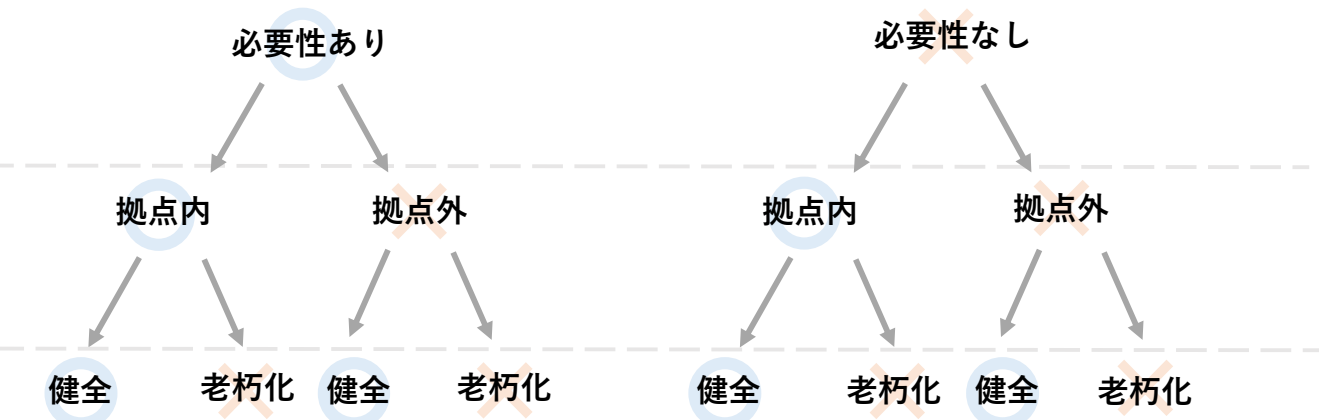 必要性あり
必要性なし
拠点内
拠点外
拠点内
拠点外
健全
老朽化
健全
老朽化
健全
老朽化
健全
老朽化